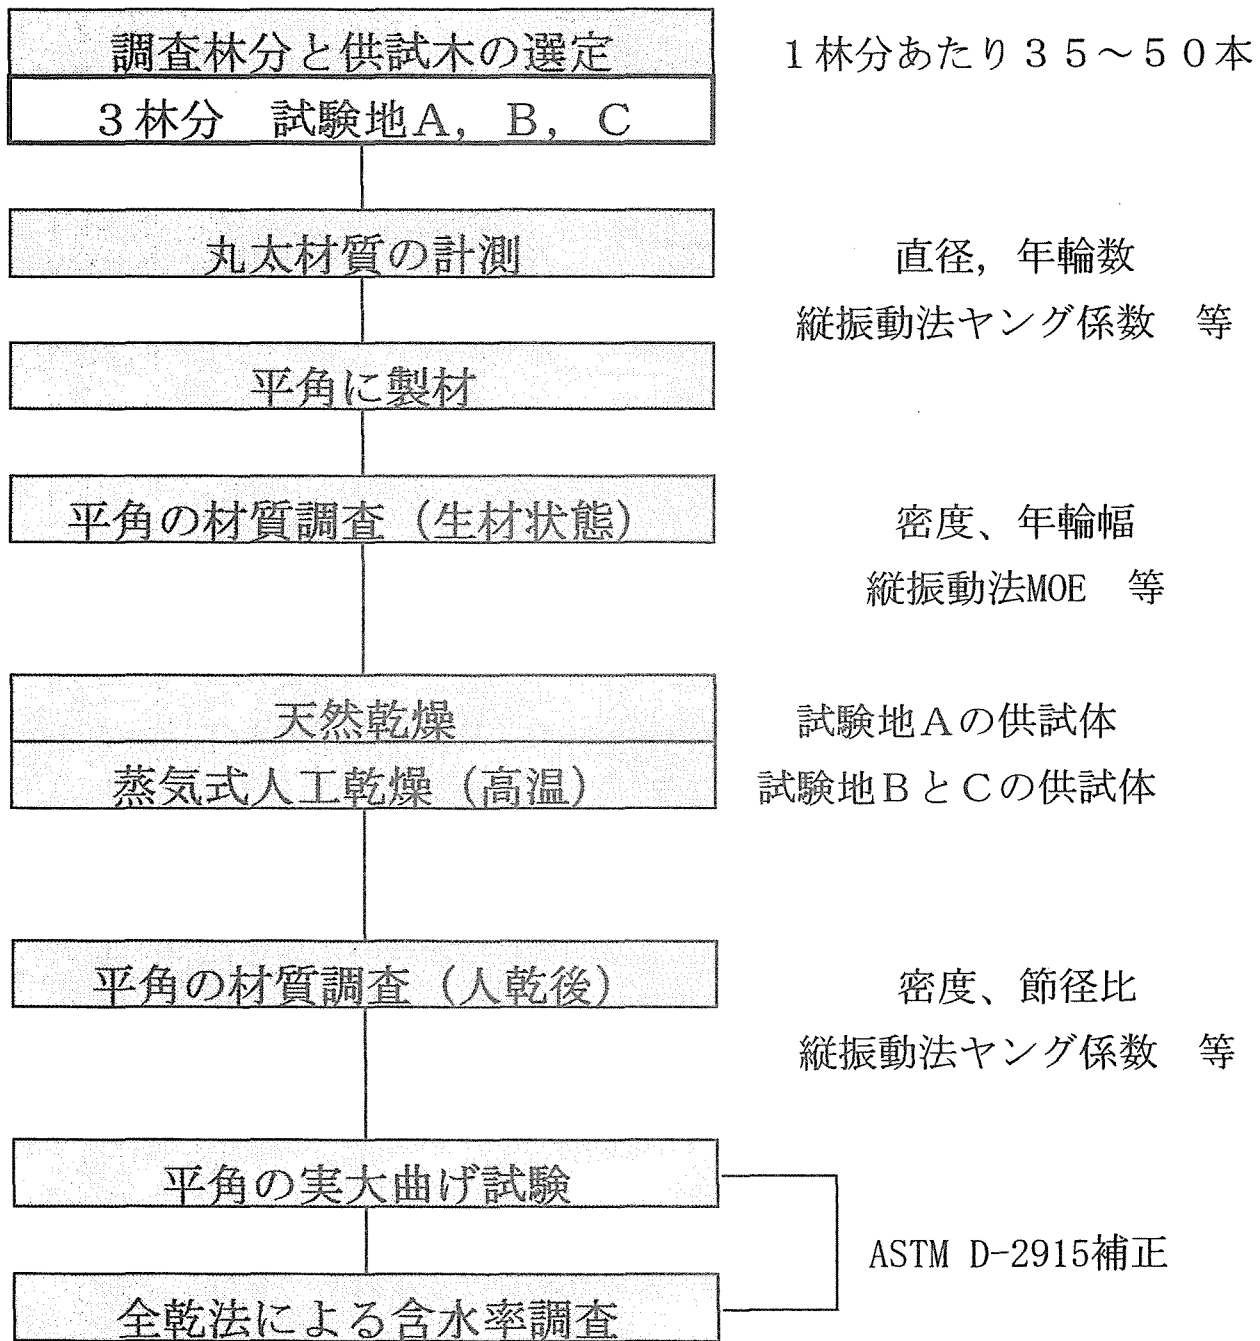 調査林分と供試木の選定
1林分あたり35~50本
3林分 試験地A, B, C
丸太材質の計測
直径, 年輪数
縦振動法ヤング係数 等
平角に製材
平角の材質調査(生材状態)
密度、年輪幅
縦振動法MOE 等
天然乾燥
試験地Aの供試体
蒸気式人工乾燥(高温)
試験地BとCの供試体
平角の材質調査(人乾後)
密度、節径比
縦振動法ヤング係数 等
平角の実大曲げ試験
ASTM D-2915補正
全乾法による含水率調査